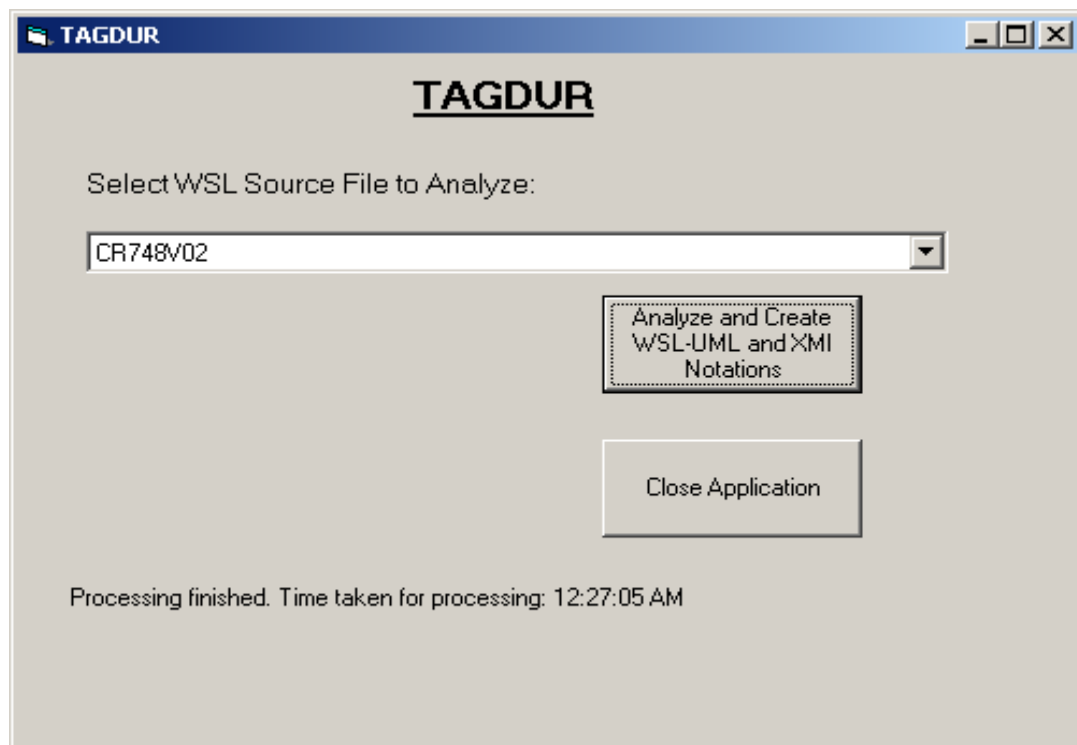 TAGDUR
TAGDUR
Select WSL Source File to Analyze:
CR748V02
Analyze and Create
WSL-UML and XMI
Notations
Close Application
Processing finished. Time taken for processing: 12:27:05 AM